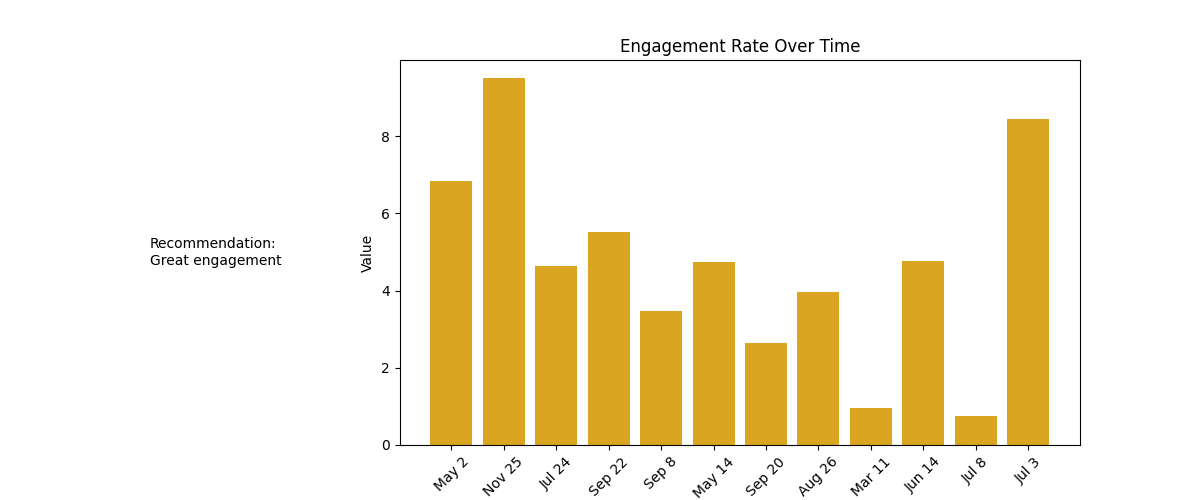 Engagement Rate Over Time
Recommendation:
Great engagement
Value
8
6
4
2
0
May 2
Nov 25
Jul 24
Sep 22
Sep 8
May 14
Sep 20
Aug 26
Mar 11
Jun 14
Jul 8
Jul 3